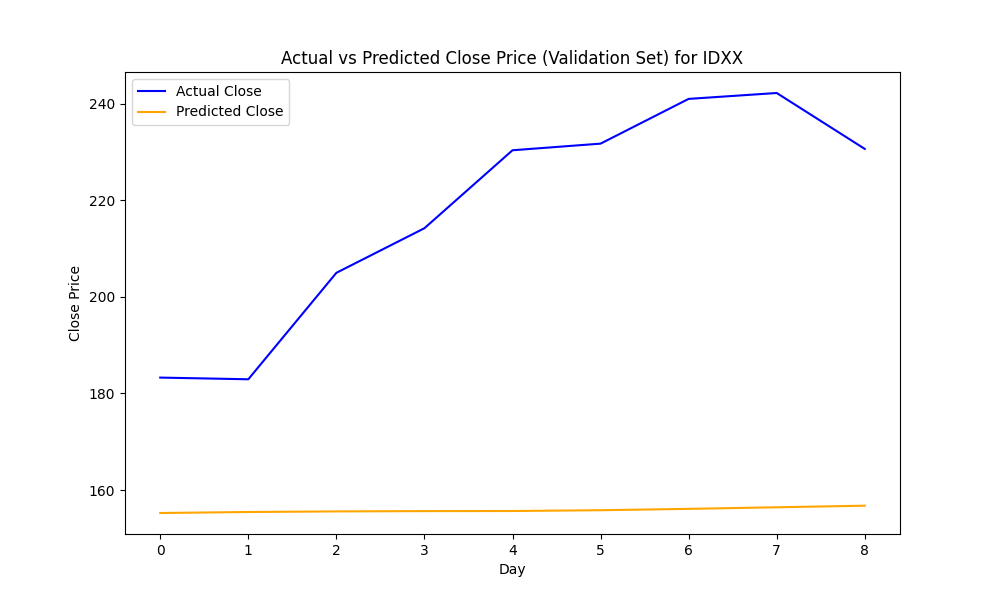 Actual vs Predicted Close Price (Validation Set) for IDXX
Actual Close
Predicted Close
240
220
200
180
160
Close Price
0 1 2 3 4 5 6 7 8
Day